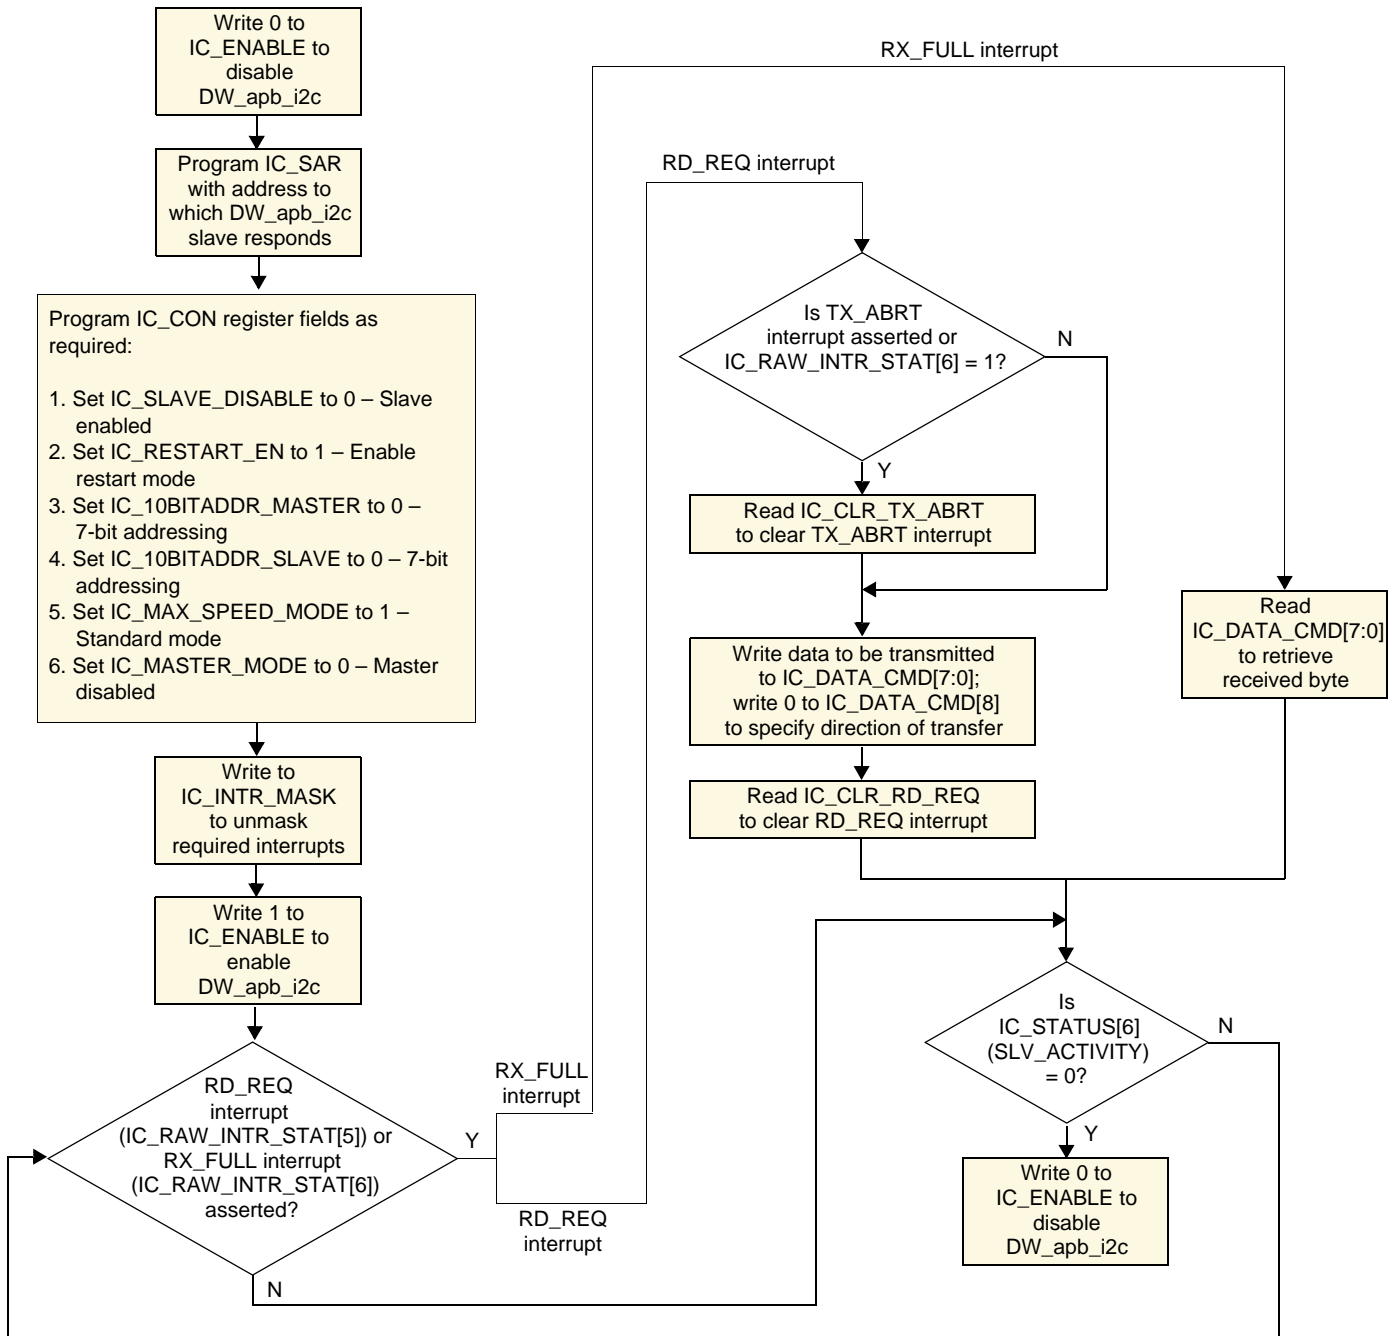 Write 0 to
IC_ENABLE to
disable
DW_apb_i2c
Program IC_SAR
with address to
which DW_apb_i2c
slave responds
Program IC_CON register fields as
required:
1. Set IC_SLAVE_DISABLE to 0 – Slave
enabled
2. Set IC_RESTART_EN to 1 – Enable
restart mode
3. Set IC_10BITADDR_MASTER to 0 –
7-bit addressing
4. Set IC_10BITADDR_SLAVE to 0 – 7-bit
addressing
5. Set IC_MAX_SPEED_MODE to 1 –
Standard mode
6. Set IC_MASTER_MODE to 0 – Master
disabled
Write to
IC_INTR_MASK
to unmask
required interrupts
Write 1 to
IC_ENABLE to
enable
DW_apb_i2c
RD_REQ
interrupt
(IC_RAW_INTR_STAT[5]) or
RX_FULL interrupt
(IC_RAW_INTR_STAT[6])
asserted?
Y
N
RX_FULL
interrupt
RD_REQ
interrupt
RX_FULL interrupt
RD_REQ interrupt
Is TX_ABRT
interrupt asserted or
IC_RAW_INTR_STAT[6] = 1?
N
Y
Read IC_CLR_TX_ABRT
to clear TX_ABRT interrupt
Write data to be transmitted
to IC_DATA_CMD[7:0];
write 0 to IC_DATA_CMD[8]
to specify direction of transfer
Read IC_CLR_RD_REQ
to clear RD_REQ interrupt
Read
IC_DATA_CMD[7:0]
to retrieve
received byte
Is
IC_STATUS[6]
(SLV_ACTIVITY)
= 0?
N
Y
Write 0 to
IC_ENABLE to
disable
DW_apb_i2c